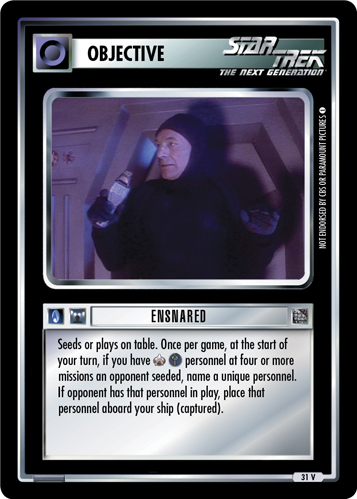 OBJECTIVE
STAR TREK
THE NEXT GENERATION
NOT ENDORSED BY CBS OR PARAMOUNT PICTURES
ENSNARED
Seeds or plays on table. Once per game, at the start of
your turn, if you have personnel at four or more
missions an opponent seeded, name a unique personnel.
If opponent has that personnel in play, place that
personnel aboard your ship (captured).
31 V